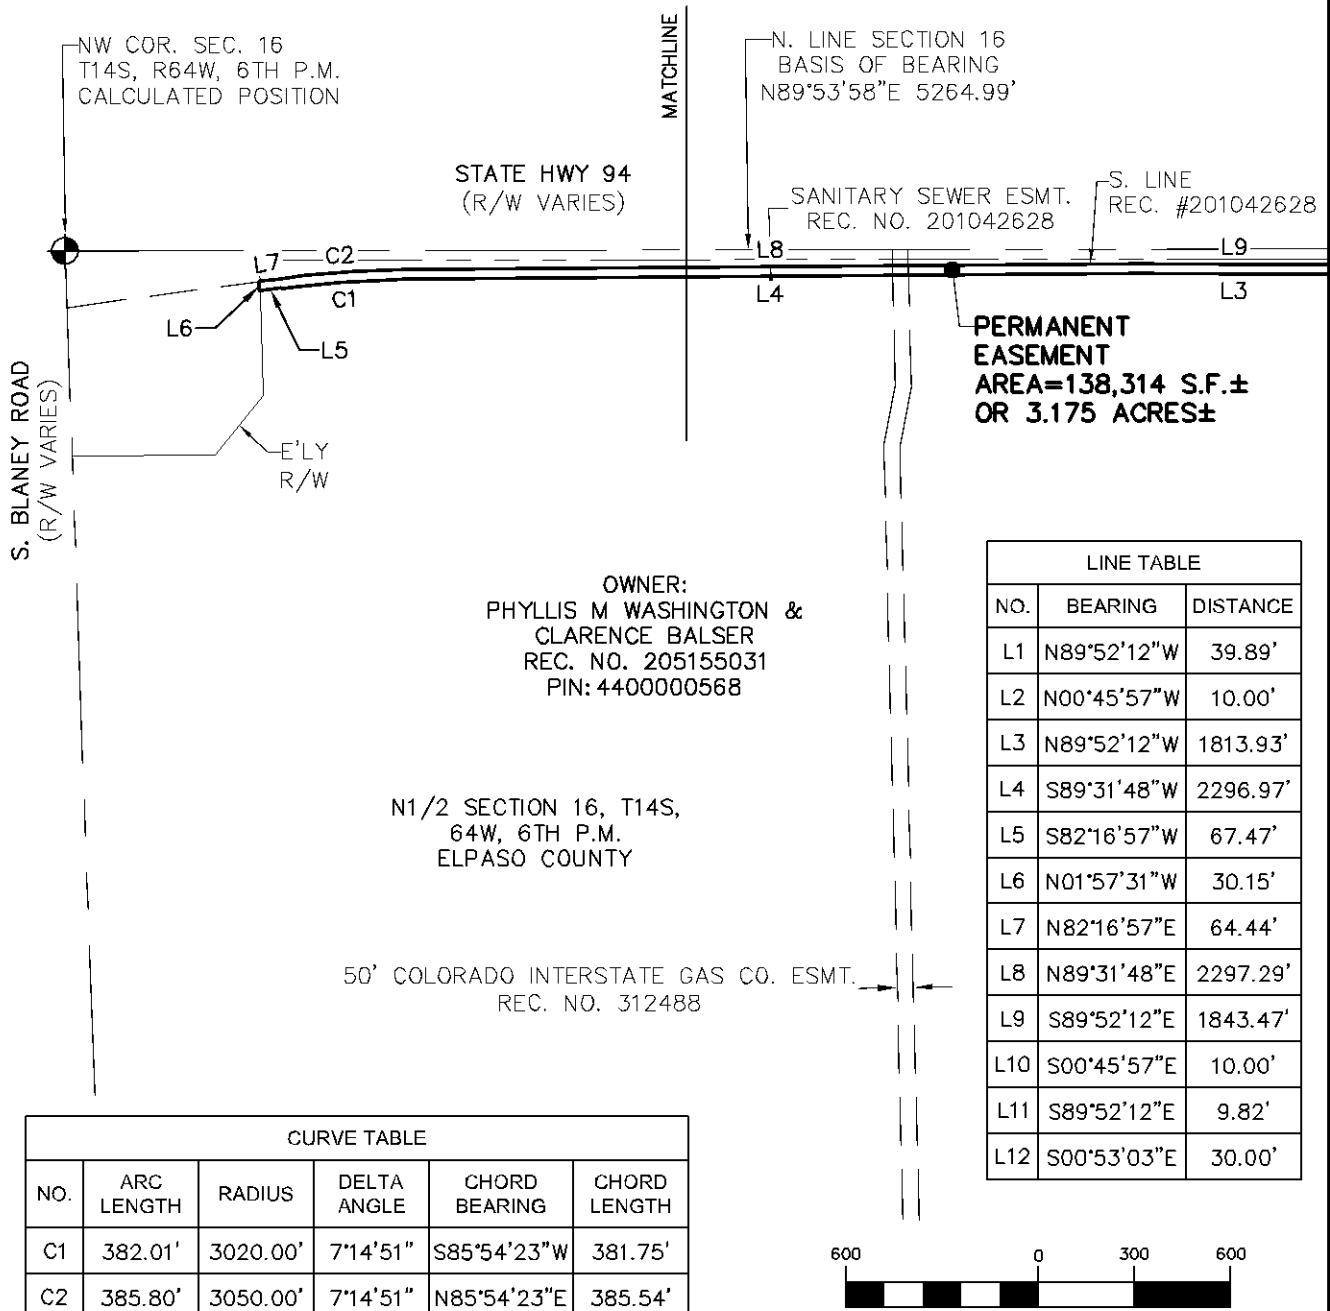 NW COR. SEC. 16
T14S, R64W, 6TH P.M.
CALCULATED POSITION
MATCHLINE
N. LINE SECTION 16
BASIS OF BEARING
N89°53'58"E 5264.99'
STATE HWY 94
(R/W VARIES)
SANITARY SEWER ESMT.
REC. NO. 201042628
S. LINE
REC. #201042628
L7
C2
L8
L9
C1
L4
L3
L6
L5
PERMANENT
EASEMENT
AREA=138,314 S.F.±
OR 3.175 ACRES±
S. BLANEY ROAD
(R/W VARIES)
E'LY
R/W
OWNER:
PHYLLIS M WASHINGTON &
CLARENCE BALSER
REC. NO. 205155031
PIN: 4400000568
N1/2 SECTION 16, T14S,
64W, 6TH P.M.
ELPASO COUNTY
50' COLORADO INTERSTATE GAS CO. ESMT.
REC. NO. 312488
LINE TABLE
NO. BEARING DISTANCE
L1 N89°52'12"W 39.89'
L2 N00°45'57"W 10.00'
L3 N89°52'12"W 1813.93'
L4 S89°31'48"W 2296.97'
L5 S82°16'57"W 67.47'
L6 N01°57'31"W 30.15'
L7 N82°16'57"E 64.44'
L8 N89°31'48"E 2297.29'
L9 S89°52'12"E 1843.47'
L10 S00°45'57"E 10.00'
L11 S89°52'12"E 9.82'
L12 S00°53'03"E 30.00'
CURVE TABLE
NO. ARC LENGTH RADIUS DELTA ANGLE CHORD BEARING CHORD LENGTH
C1 382.01' 3020.00' 7°14'51" S85°54'23"W 381.75'
C2 385.80' 3050.00' 7°14'51" N85°54'23"E 385.54'
600 0 300 600